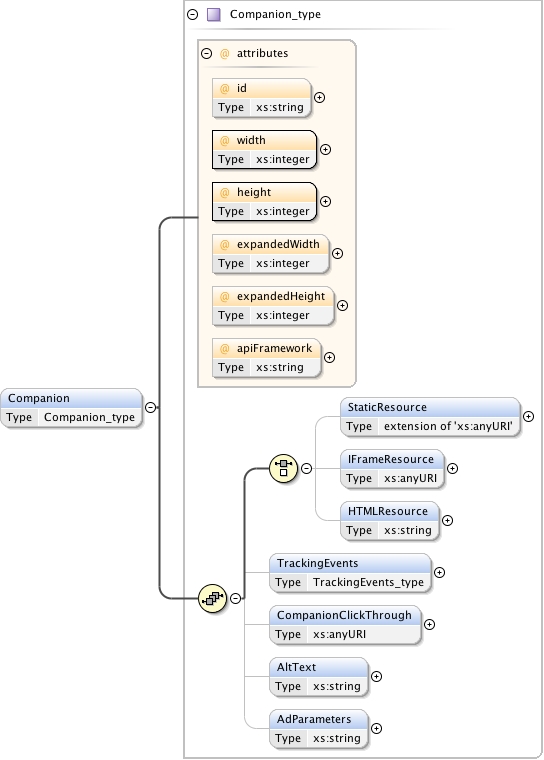 Companion_type
@ attributes
@ id
Type xs:string
@ width
Type xs:integer
@ height
Type xs:integer
@ expandedWidth
Type xs:integer
@ expandedHeight
Type xs:integer
@ apiFramework
Type xs:string
Companion
Type Companion_type
StaticResource
Type extension of 'xs:anyURI'
IFrameResource
Type xs:anyURI
HTMLResource
Type xs:string
TrackingEvents
Type TrackingEvents_type
CompanionClickThrough
Type xs:anyURI
AltText
Type xs:string
AdParameters
Type xs:string